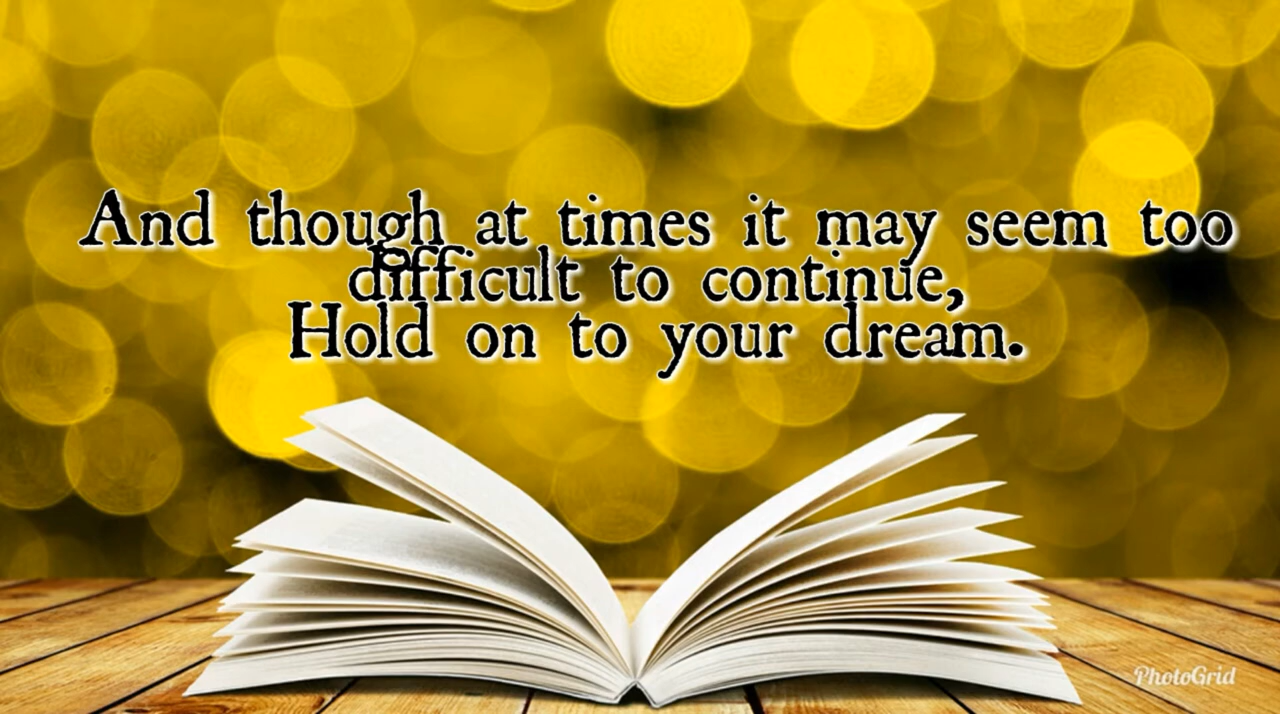 And though at times it may seem too
difficult to continue,
Hold on to your dream.
PhotoGrid